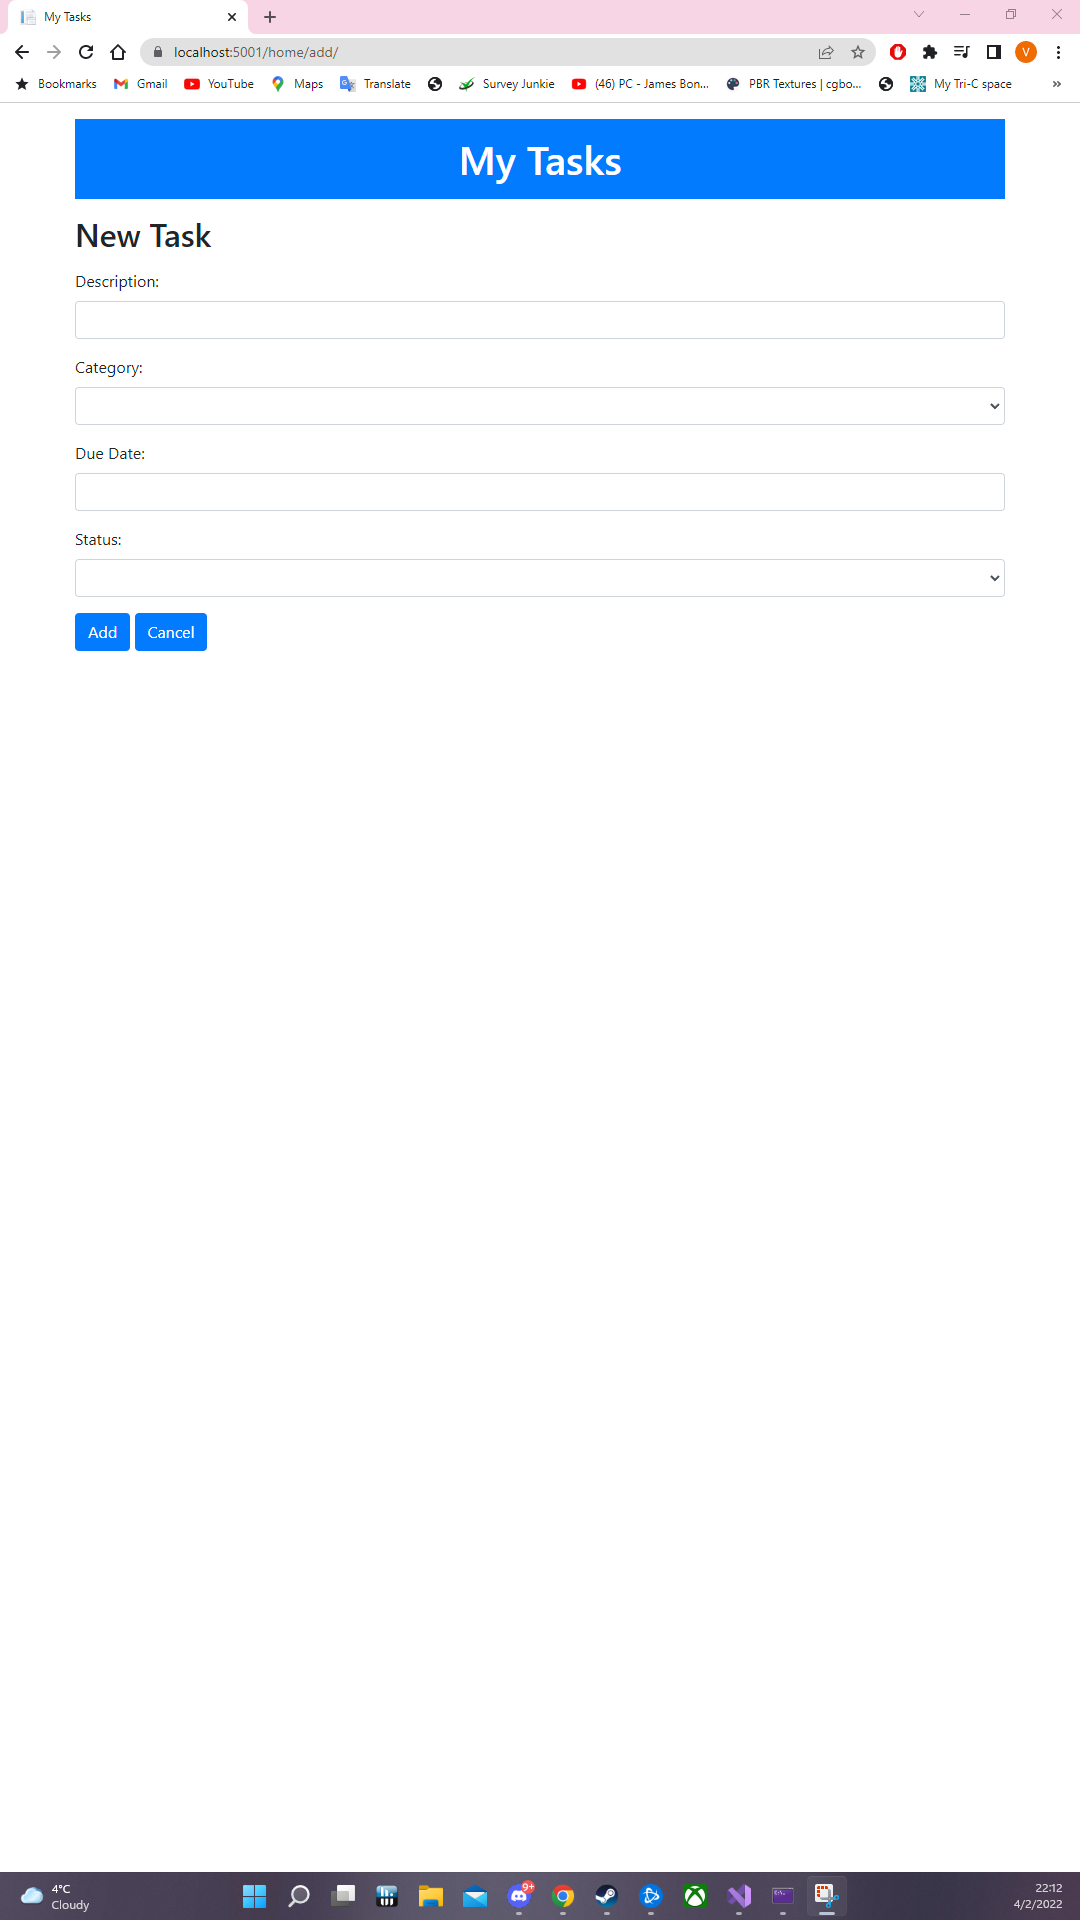 My Tasks
localhost:5001/home/add/
V
Bookmarks
Gmail
YouTube
Maps
Translate
Survey Junkie
(46) PC - James Bon...
PBR Textures | cgbo...
My Tri-C space
»
My Tasks
New Task
Description:
Category:
Due Date:
Status:
Add
Cancel
4°C
Cloudy
9+
22:12
4/2/2022